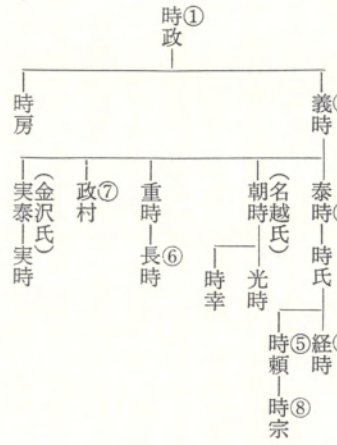 時政①
義時
時房
泰時
時氏
経時
時頼⑤
時宗⑧
(名越氏)
朝時
光時
時幸
重時
長時⑥
政村⑦
(金沢氏)
実泰
実時